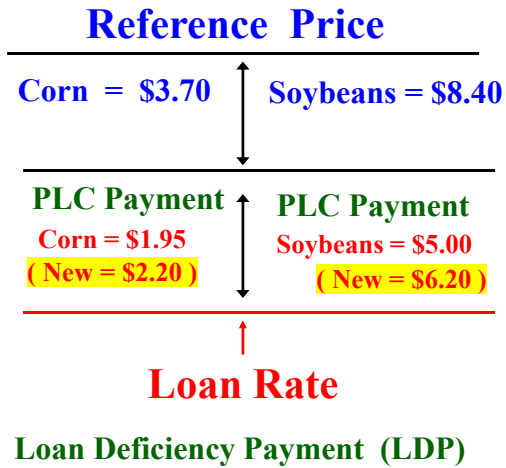 Reference Price
Corn = $3.70
Soybeans = $8.40
PLC Payment
Corn = $1.95
( New = $2.20 )
PLC Payment
Soybeans = $5.00
( New = $6.20 )
Loan Rate
Loan Deficiency Payment (LDP)